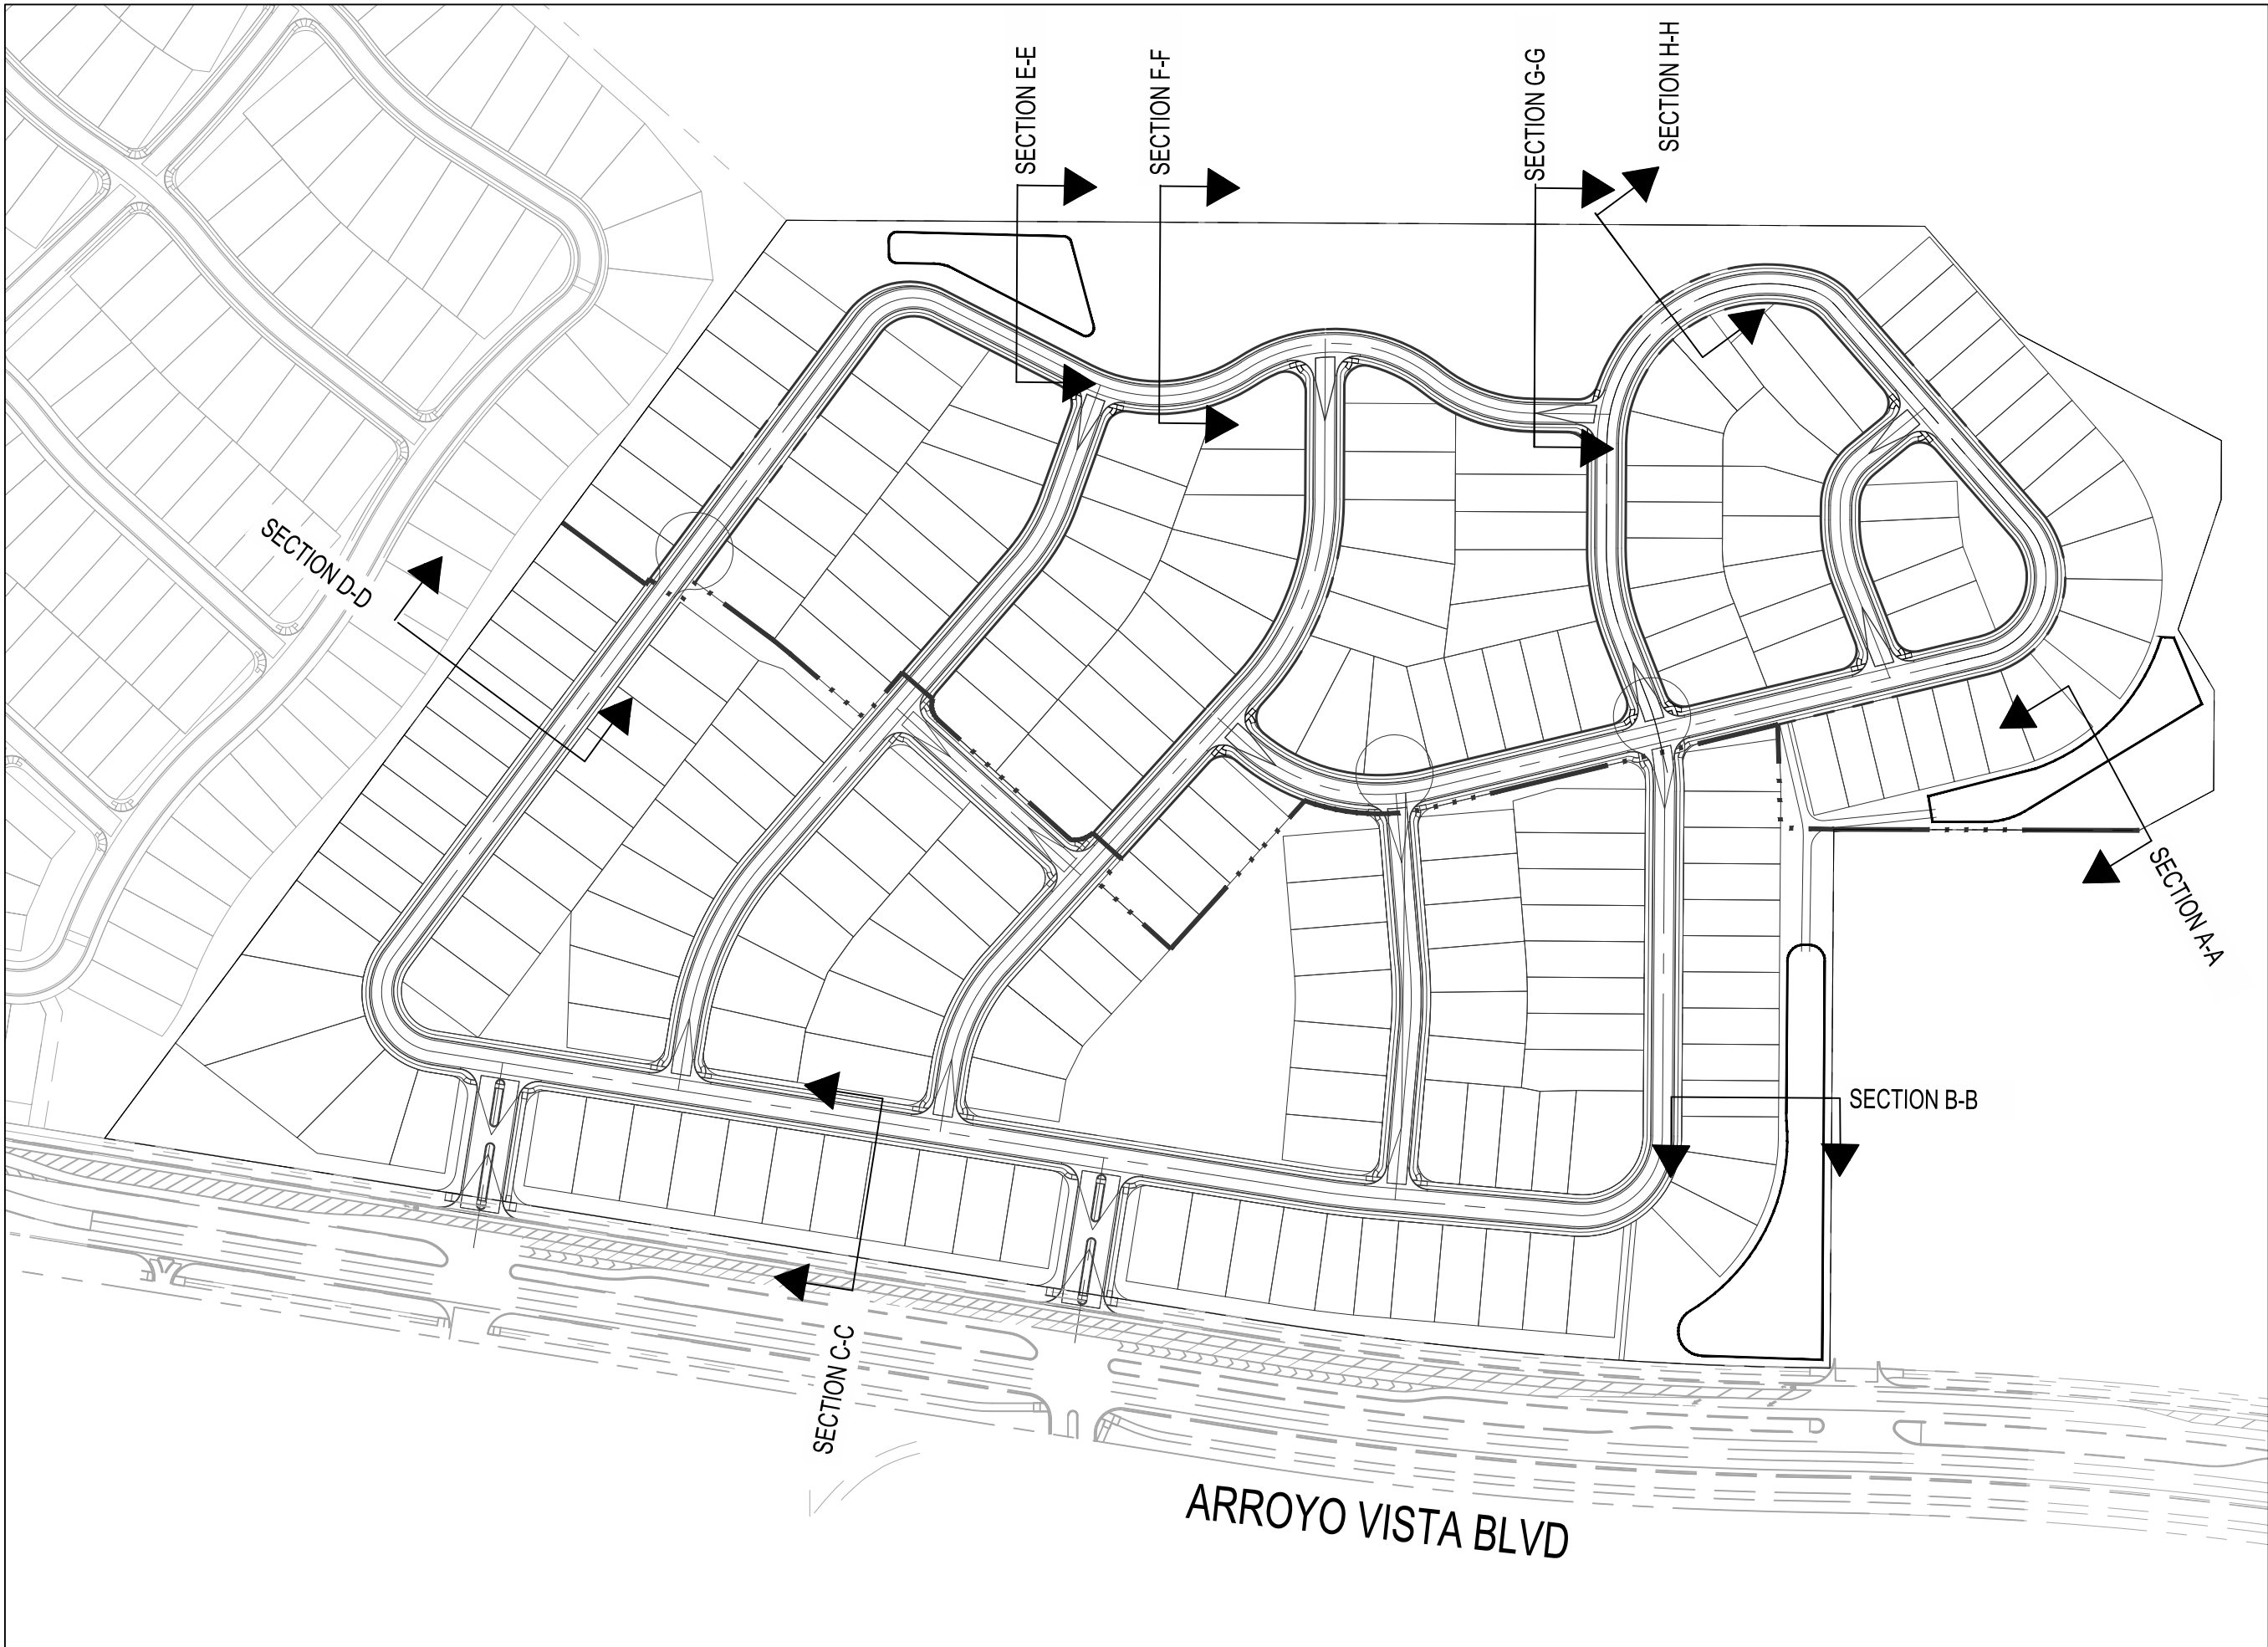 SECTION E-E
SECTION F-F
SECTION G-G
SECTION H-H
SECTION D-D
SECTION A-A
SECTION B-B
SECTION C-C
ARROYO VISTA BLVD